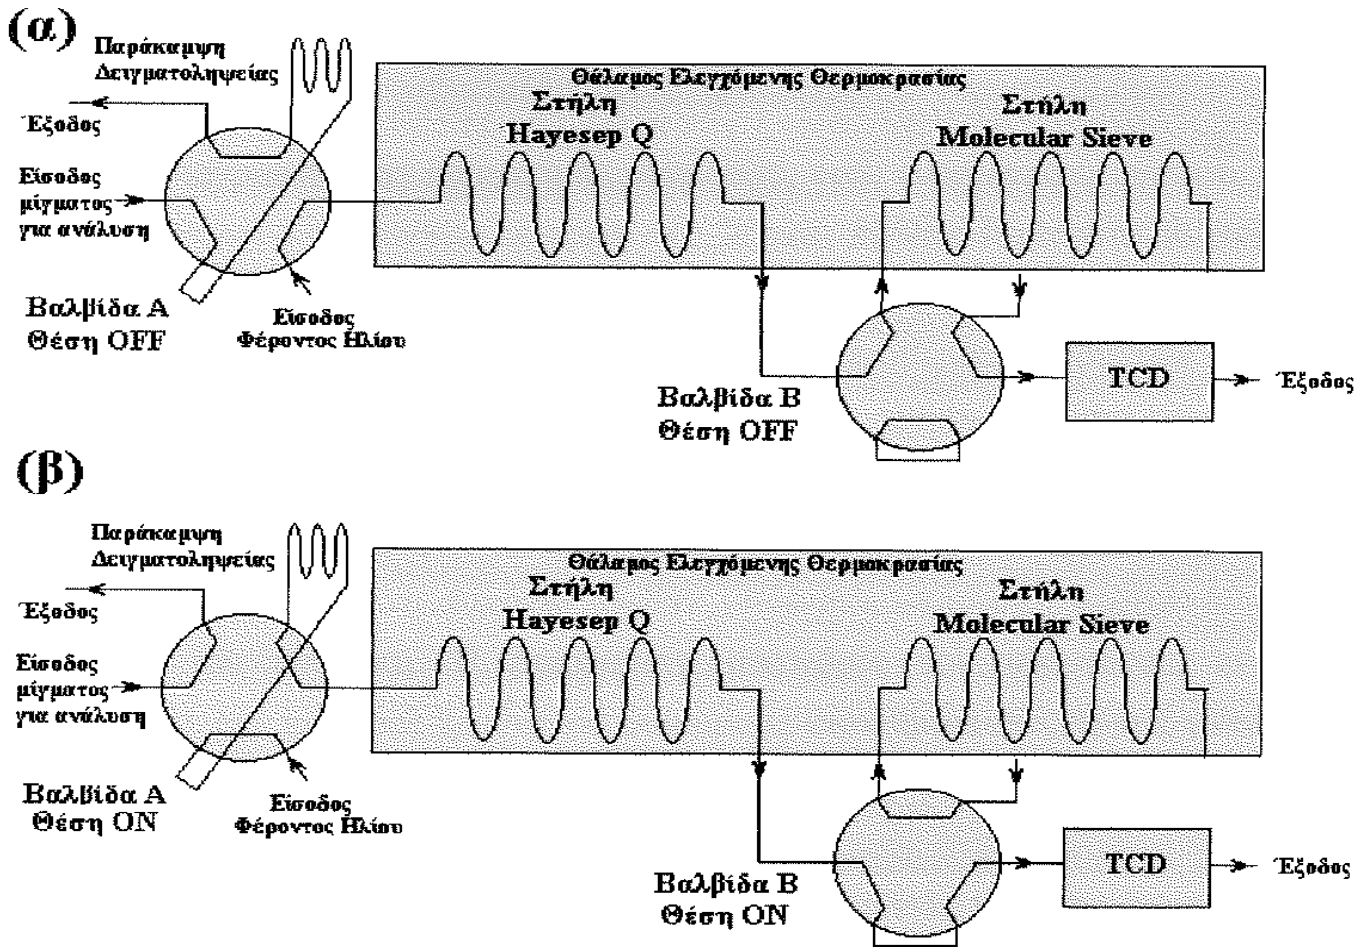 (α)
Παράκαμψη
Δειγματοληψείας
Έξοδος
Είσοδος
μίγματος
για ανάλυση
Βαλβίδα Α
Θέση OFF
Είσοδος
Φέροντος Ηλίου
Θάλαμος Ελεγχόμενης Θερμοκρασίας
Στήλη
Hayesep Q
Στήλη
Molecular Sieve
Βαλβίδα Β
Θέση OFF
TCD
Έξοδος
(β)
Παράκαμψη
Δειγματοληψείας
Έξοδος
Είσοδος
μίγματος
για ανάλυση
Βαλβίδα Α
Θέση ON
Είσοδος
Φέροντος Ηλίου
Θάλαμος Ελεγχόμενης Θερμοκρασίας
Στήλη
Hayesep Q
Στήλη
Molecular Sieve
Βαλβίδα Β
Θέση ON
TCD
Έξοδος